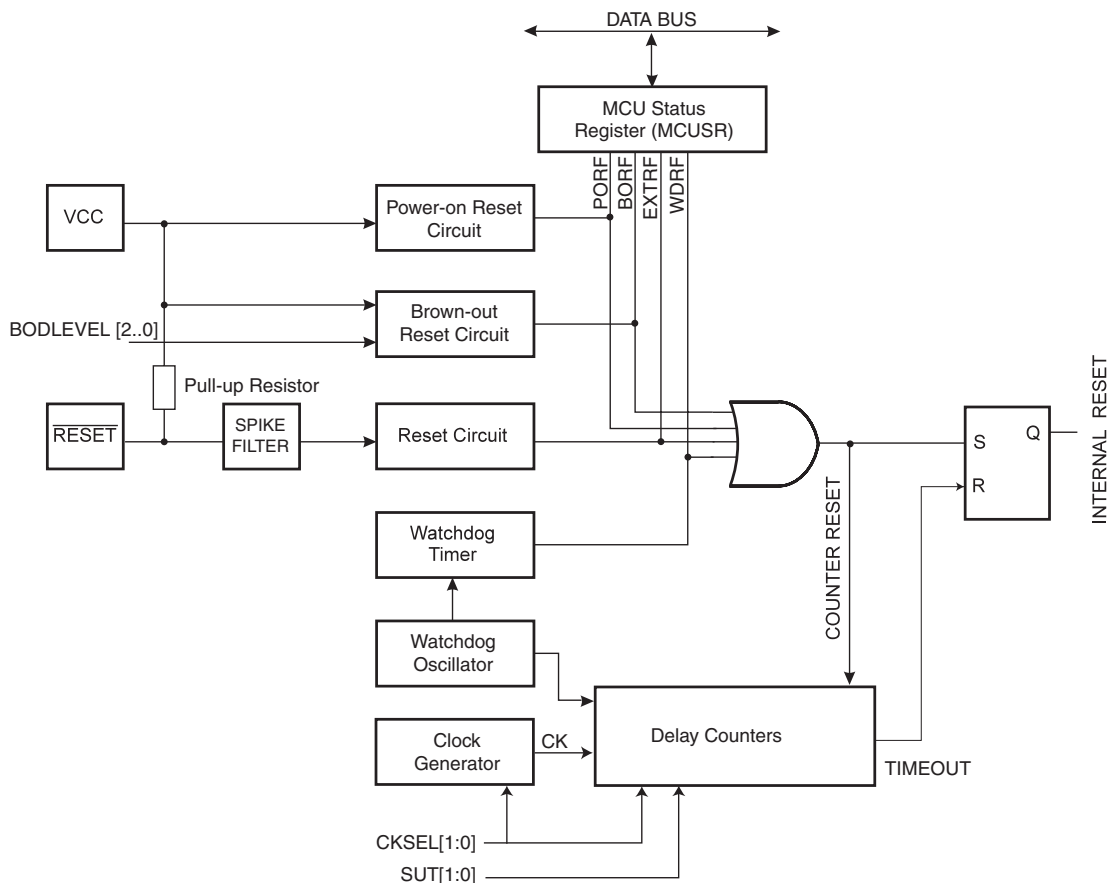 DATA BUS
MCU Status
Register (MCUSR)
PORF
BORF
EXTRF
WDRF
VCC
Power-on Reset
Circuit
BODLEVEL [2..0]
Brown-out
Reset Circuit
Pull-up Resistor
RESET
SPIKE
FILTER
Reset Circuit
S
Q
R
INTERNAL RESET
COUNTER RESET
Watchdog
Timer
Watchdog
Oscillator
Clock
Generator
CK
Delay Counters
TIMEOUT
CKSEL[1:0]
SUT[1:0]